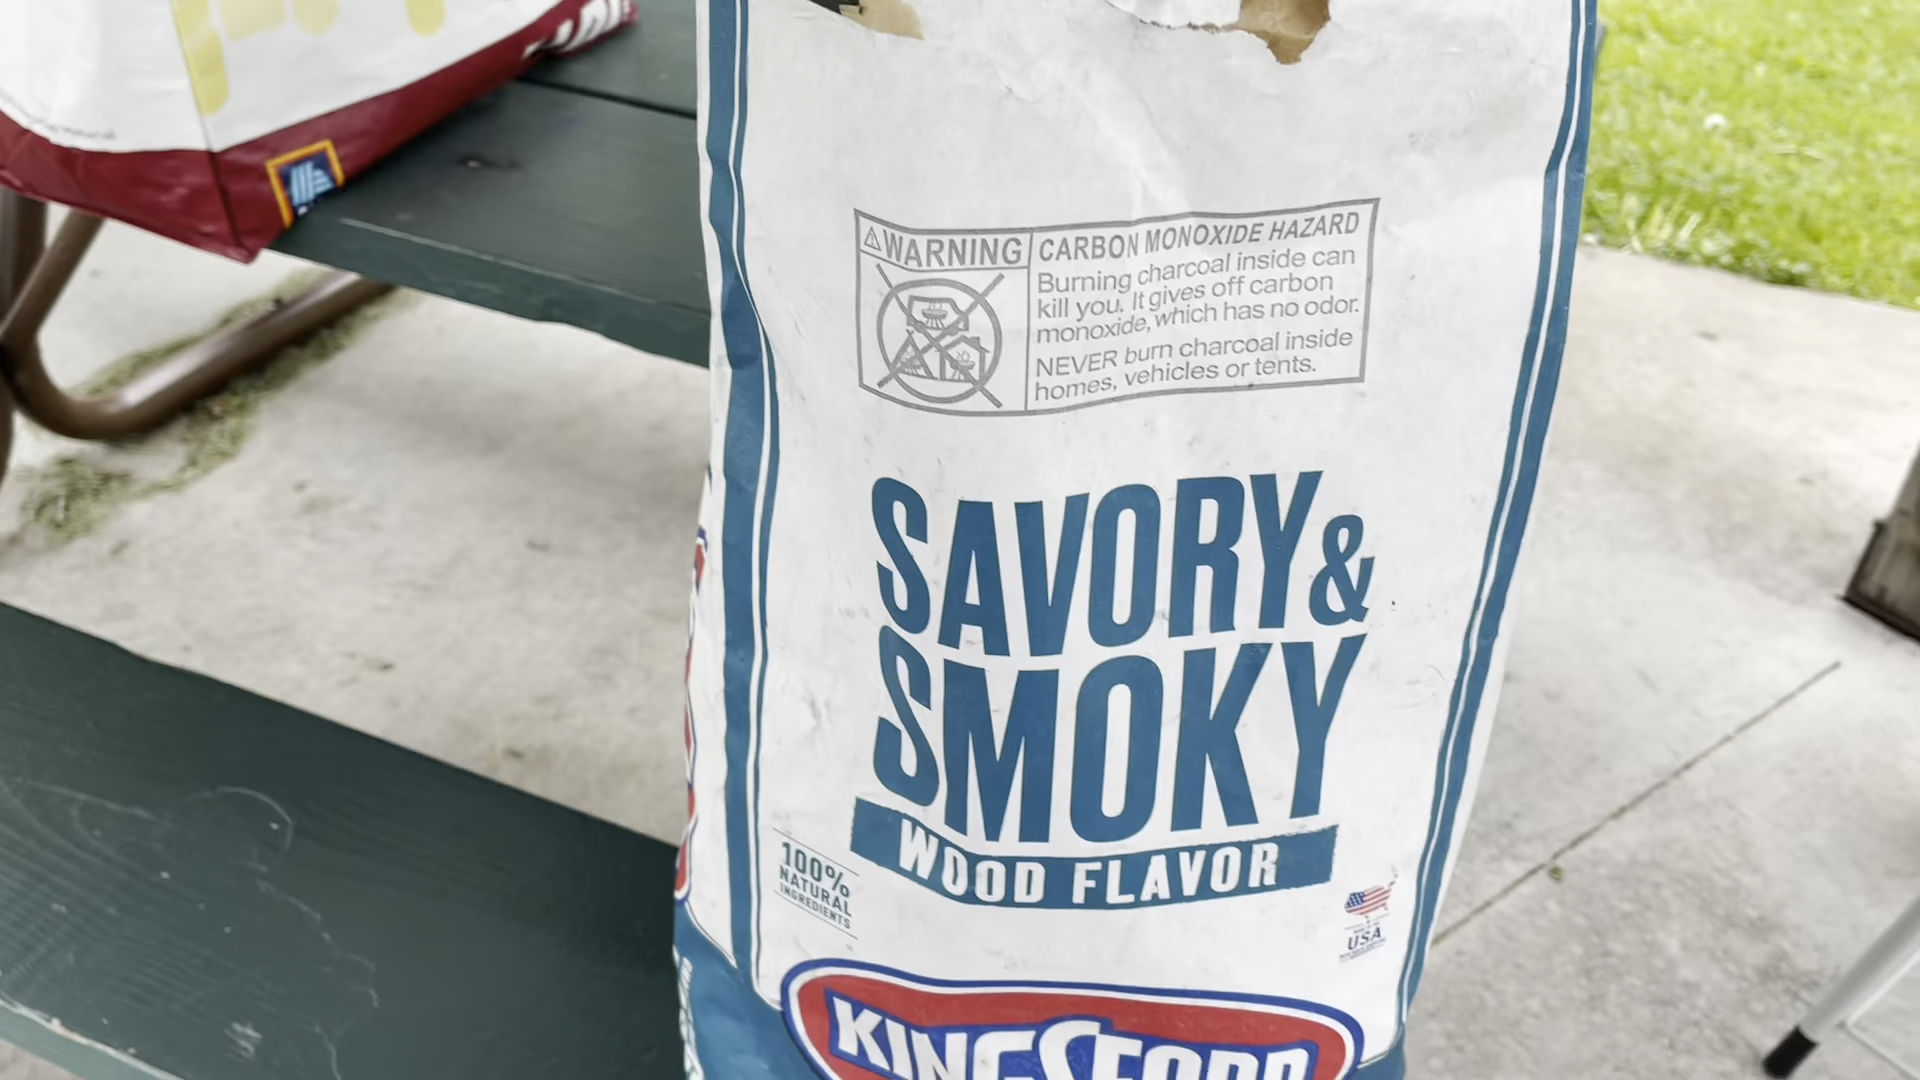 WARNING
CARBON MONOXIDE HAZARD
Burning charcoal inside can
kill you. It gives off carbon
monoxide, which has no odor.
NEVER burn charcoal inside
homes, vehicles or tents.
SAVORY &
SMOKY
WOOD FLAVOR
100%
NATURAL
INGREDIENTS
USA
KINGSFORD